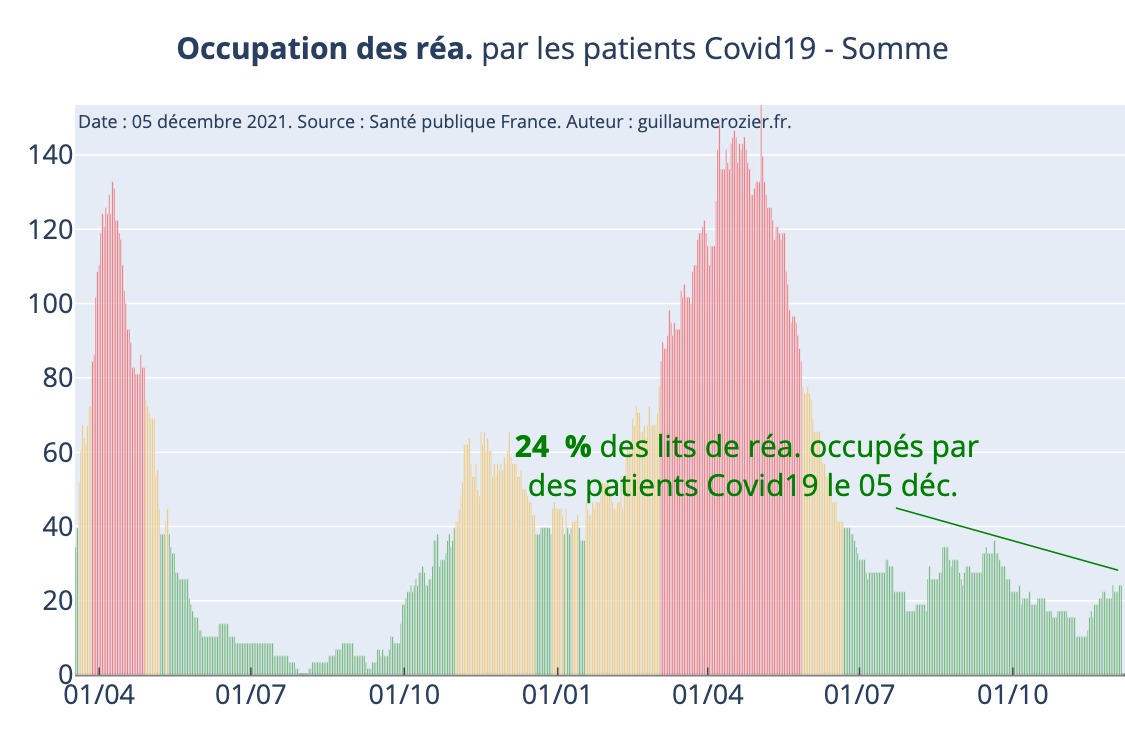 Occupation des réa. par les patients Covid19 - Somme
Date : 05 décembre 2021. Source : Santé publique France. Auteur : guillaumerozier.fr.
140
120
100
80
60
40
20
0
24 % des lits de réa. occupés par
des patients Covid19 le 05 déc.
01/04 01/07 01/10 01/01 01/04 01/07 01/10